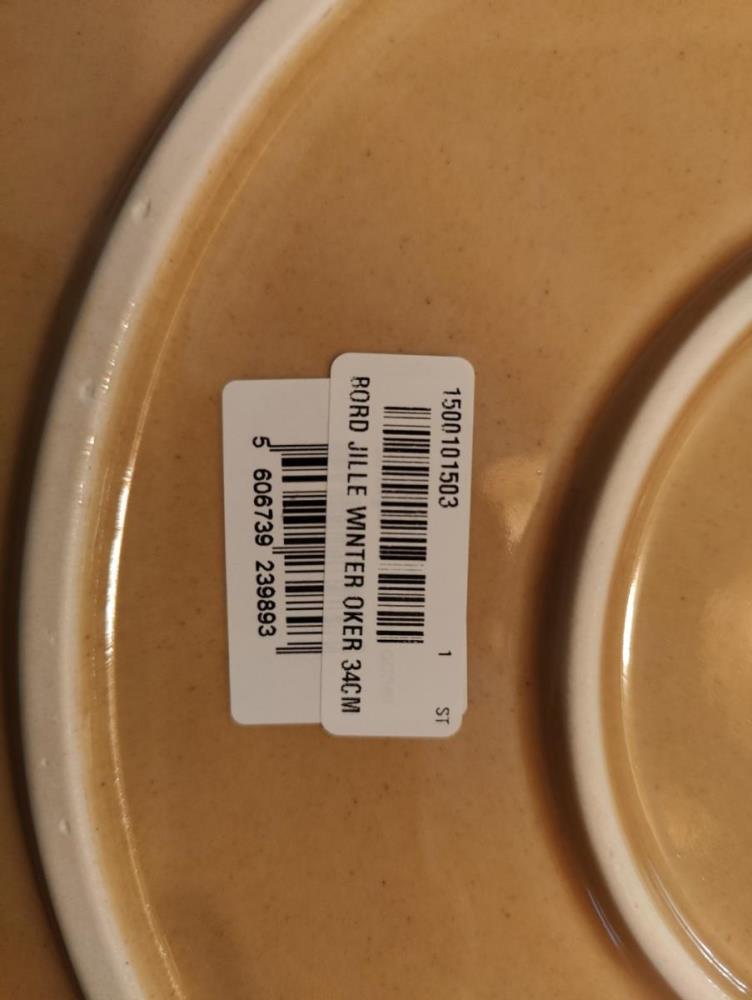 1500101503
1 ST
BORD JILLE WINTER OKER 34CM
5 606739 239893